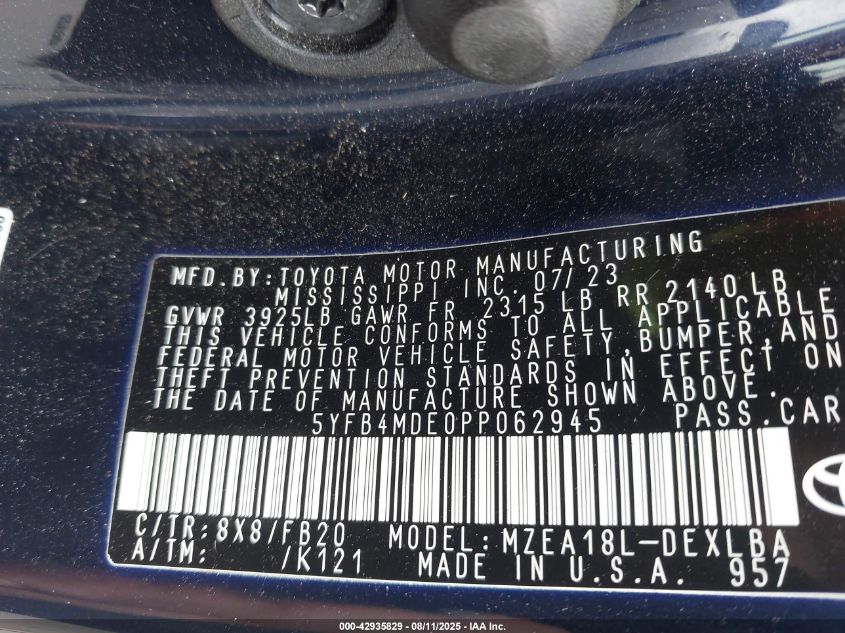 MFD. BY: TOYOTA MOTOR MANUFACTURING
MISSISSIPPI INC. 07/23
GVWR 3925LB GAWR FR 2315 LB RR 2140 LB
THIS VEHICLE CONFORMS TO ALL APPLICABLE
FEDERAL MOTOR VEHICLE SAFETY, BUMPER, AND
THEFT PREVENTION STANDARDS IN EFFECT ON
THE DATE OF MANUFACTURE SHOWN ABOVE.
5YFB4MDE0PP062945 PASS. CAR
C/TR: 8X8/FB20 MODEL: MZEA18L-DEXLBA
A/TM: /K121 MADE IN U.S.A. 957
000-42935829 - 08/11/2025 - IAA Inc.